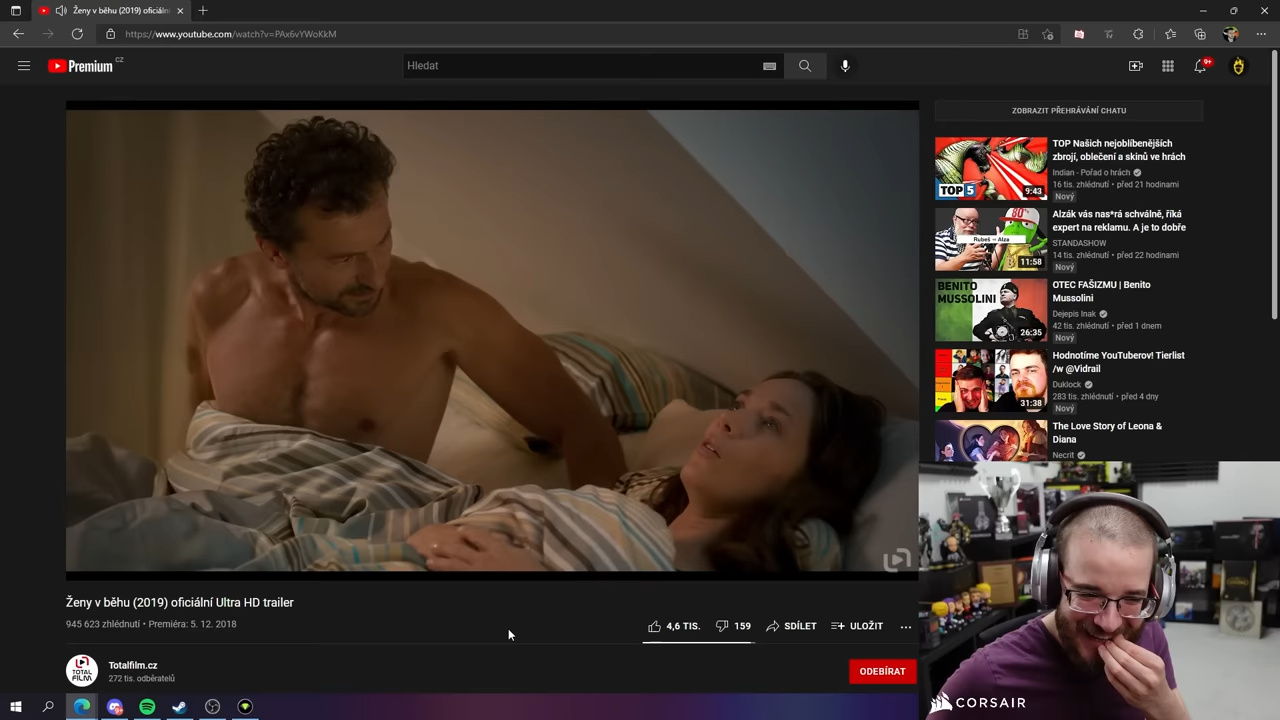 Ženy v běhu (2019) oficiáln
https://www.youtube.com/watch?v=PAx6vYWoKkM
Premium CZ
Hledat
9+
ZOBRAZIT PŘEHRÁVÁNÍ CHATU
TOP 5
9:43
TOP Našich nejoblíbenějších
zbrojí, oblečení a skinů ve hrách
Indian - Pořad o hrách
16 tis. zhlédnutí • před 21 hodinami
Nový
Rubeš
Alza
11:58
Alzák vás nas*rá schválně, říká
expert na reklamu. A je to dobře
STANDASHOW
14 tis. zhlédnutí • před 22 hodinami
Nový
BENITO
MUSSOLINI
26:35
OTEC FAŠIZMU | Benito
Mussolini
Dejepis Inak
42 tis. zhlédnutí • před 1 dnem
Nový
31:38
Hodnotíme YouTuberov! Tierlist
/w @Vidrail
Duklock
283 tis. zhlédnutí • před 4 dny
Nový
The Love Story of Leona &
Diana
Necrit
Ženy v běhu (2019) oficiální Ultra HD trailer
945 623 zhlédnutí • Premiéra: 5. 12. 2018
4,6 TIS.
159
SDÍLET
ULOŽIT
TOTAL
FILM
Totalfilm.cz
272 tis. odběratelů
ODEBÍRAT
CORSAIR